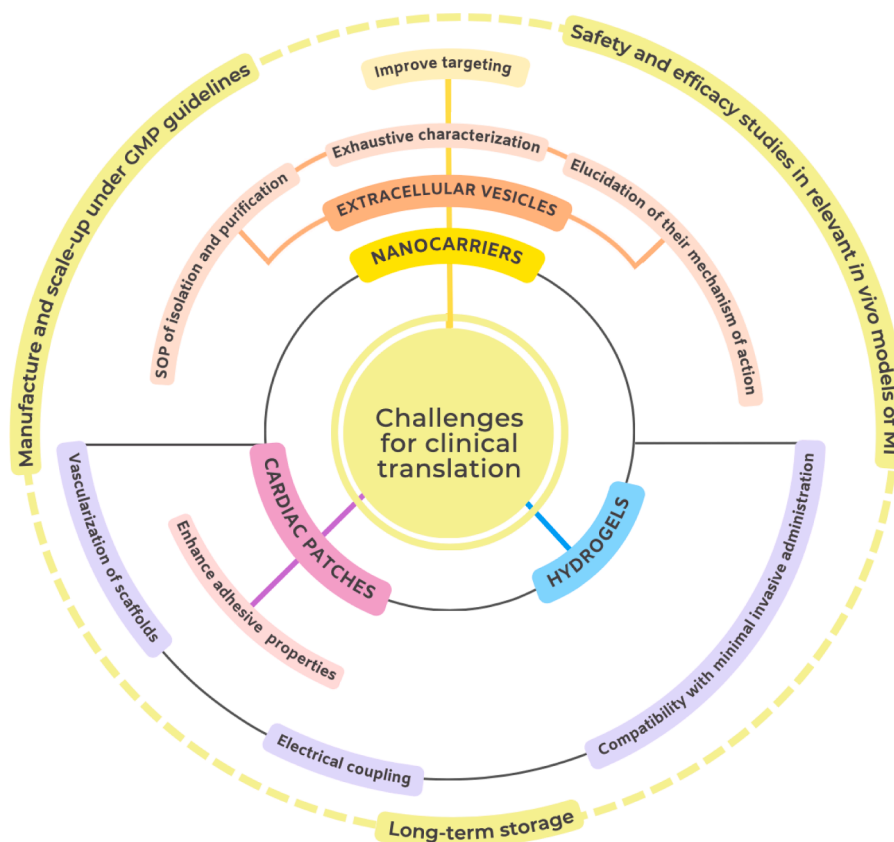 Manufacture and scale-up under GMP guidelines
Safety and efficacy studies in relevant in vivo models of MI
Improve targeting
Exhaustive characterization
SOP of isolation and purification
Elucidation of their mechanism of action
EXTRACELLULAR VESICLES
NANOCARRIERS
Challenges
for clinical
translation
CARDIAC PATCHES
HYDROGELS
Vascularization of scaffolds
Enhance adhesive properties
Electrical coupling
Compatibility with minimal invasive administration
Long-term storage